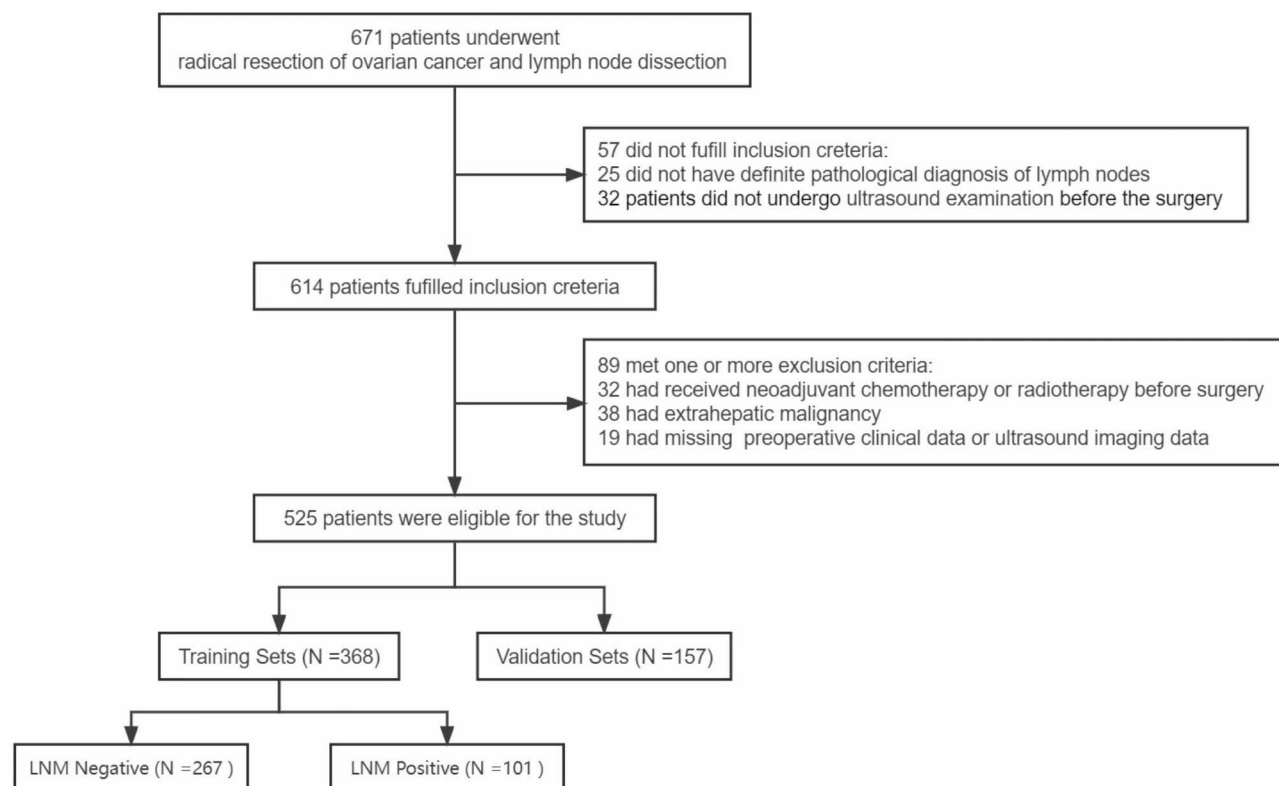 671 patients underwent
radical resection of ovarian cancer and lymph node dissection
57 did not fufill inclusion creteria:
25 did not have definite pathological diagnosis of lymph nodes
32 patients did not undergo ultrasound examination before the surgery
614 patients fufilled inclusion creteria
89 met one or more exclusion criteria:
32 had received neoadjuvant chemotherapy or radiotherapy before surgery
38 had extrahepatic malignancy
19 had missing  preoperative clinical data or ultrasound imaging data
525 patients were eligible for the study
Training Sets (N =368)
Validation Sets (N =157)
LNM Negative (N =267 )
LNM Positive (N =101 )